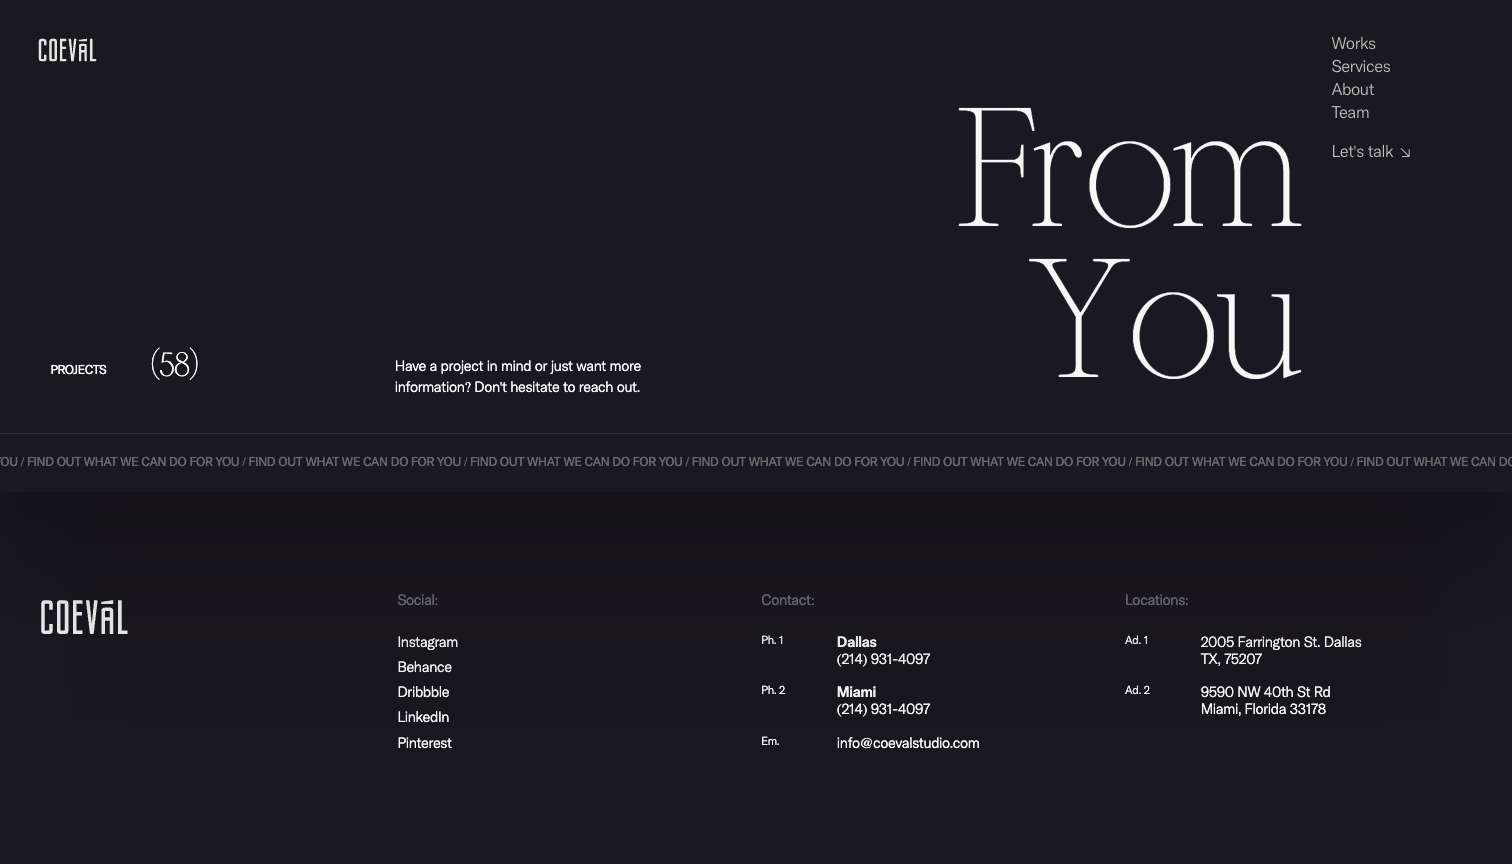 COEVáL
Works
Services
About
Team
Let's talk ↘
From
You
PROJECTS (58)
Have a project in mind or just want more
information? Don't hesitate to reach out.
YOU / FIND OUT WHAT WE CAN DO FOR YOU / FIND OUT WHAT WE CAN DO FOR YOU / FIND OUT WHAT WE CAN DO FOR YOU / FIND OUT WHAT WE CAN DO FOR YOU / FIND OUT WHAT WE CAN DO FOR YOU / FIND OUT WHAT WE CAN DO FOR YOU / FIND OUT WHAT WE CAN DO
COEVáL
Social:
Instagram
Behance
Dribbble
LinkedIn
Pinterest
Contact:
Ph. 1 Dallas
(214) 931-4097
Ph. 2 Miami
(214) 931-4097
Em. info@coevalstudio.com
Locations:
Ad. 1 2005 Farrington St. Dallas
TX, 75207
Ad. 2 9590 NW 40th St Rd
Miami, Florida 33178